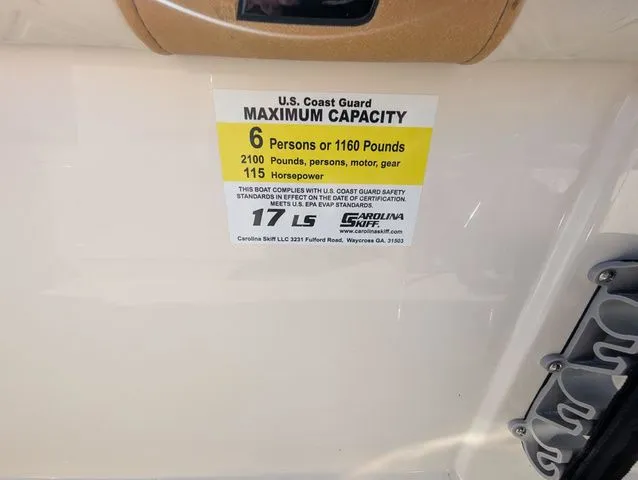 U.S. Coast Guard
MAXIMUM CAPACITY
6 Persons or 1160 Pounds
2100 Pounds, persons, motor, gear
115 Horsepower
THIS BOAT COMPLIES WITH U.S. COAST GUARD SAFETY
STANDARDS IN EFFECT ON THE DATE OF CERTIFICATION.
MEETS U.S. EPA EVAP STANDARDS.
17 LS CAROLINA SKIFF
www.carolinaskiff.com
Carolina Skiff LLC 3231 Fulford Road, Waycross GA. 31503